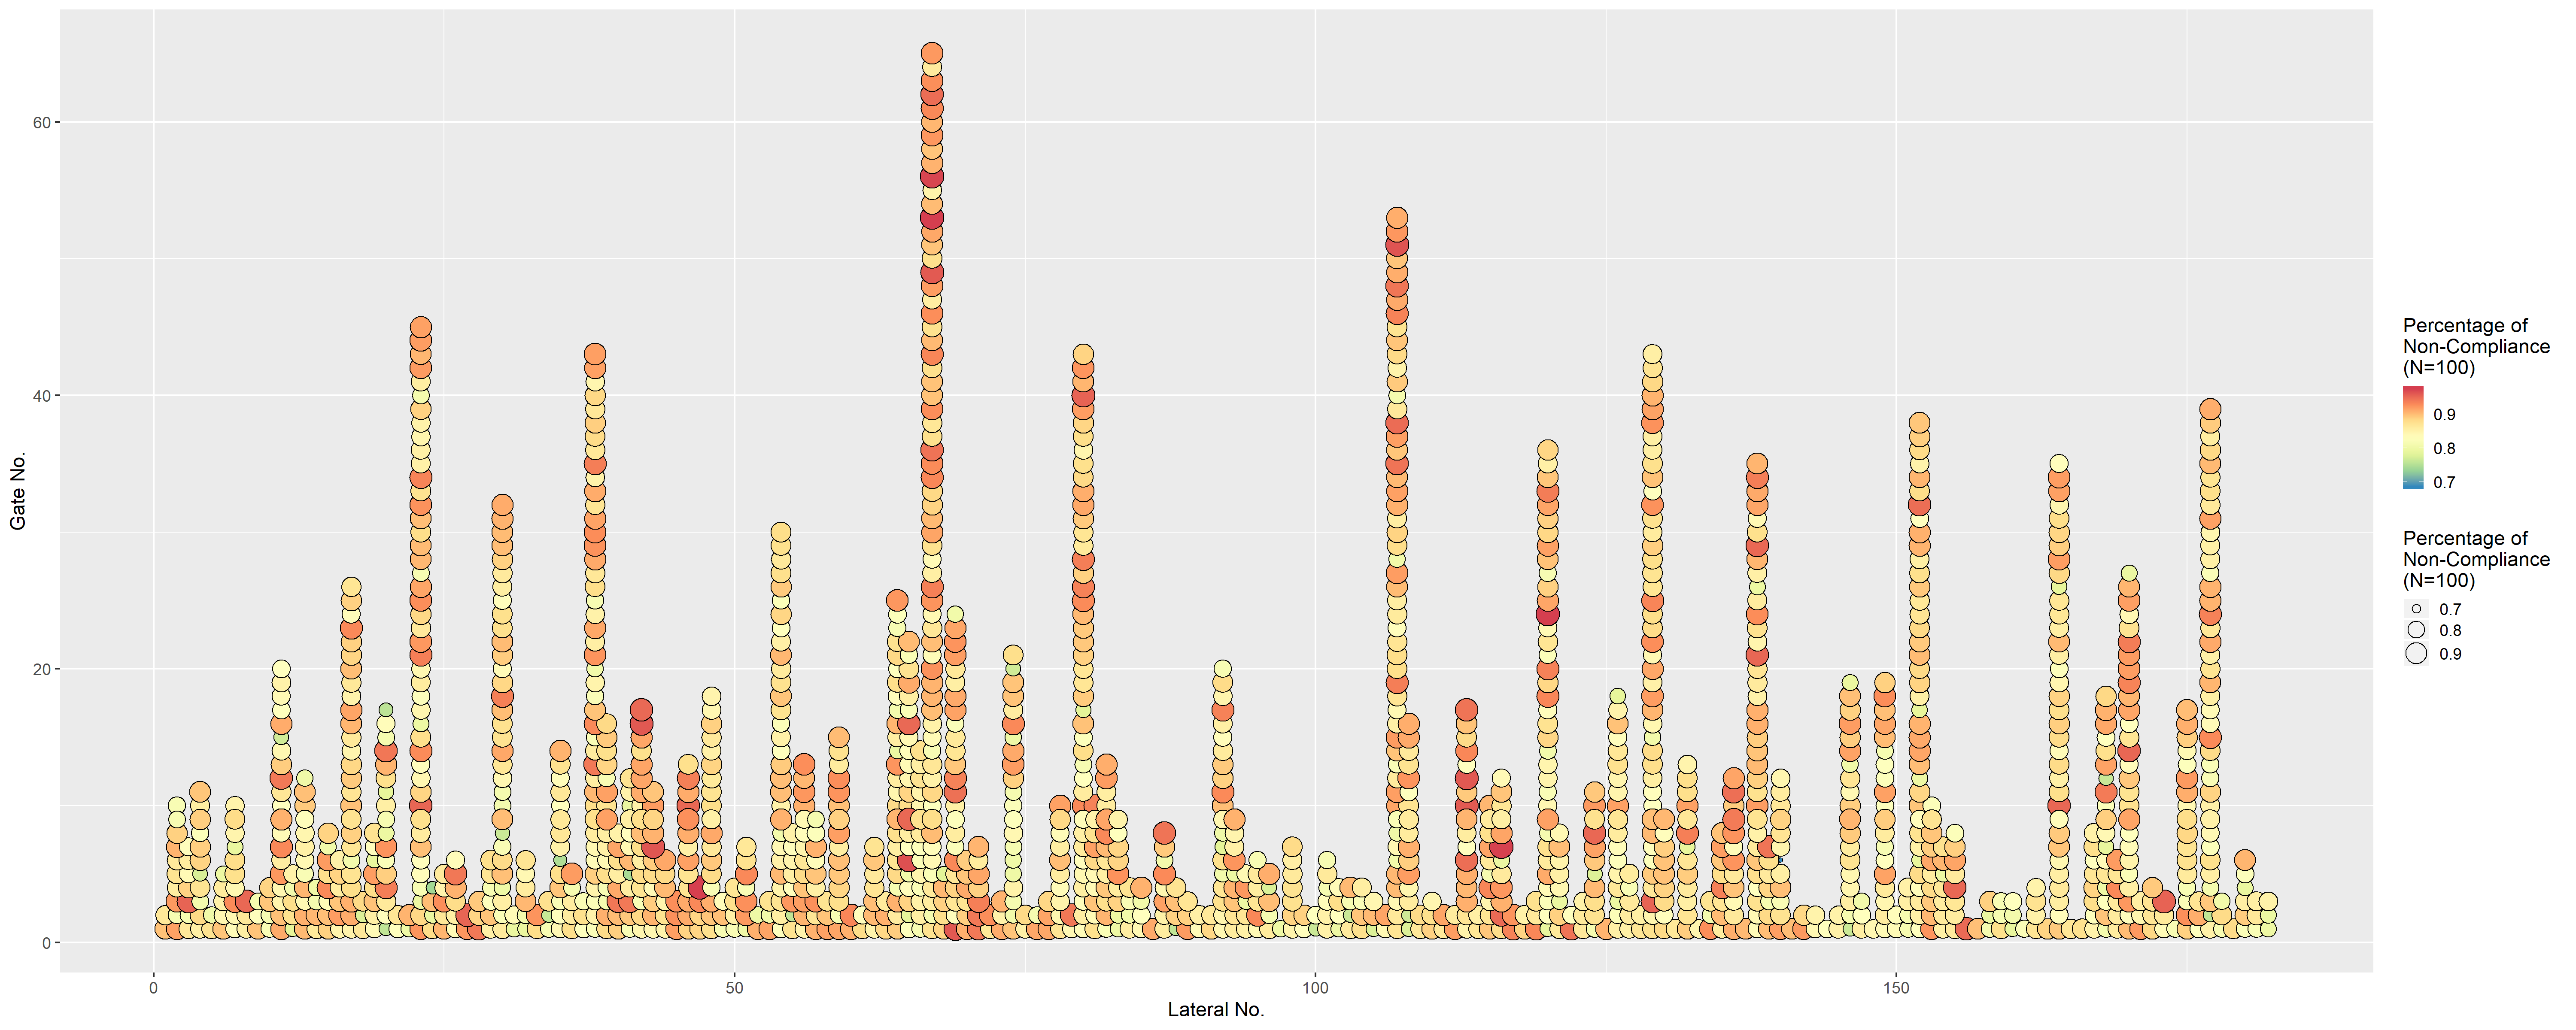 60
40
20
0
Gate No.
0
50
100
150
Lateral No.
Percentage of
Non-Compliance
(N=100)
0.9
0.8
0.7
Percentage of
Non-Compliance
(N=100)
0.7
0.8
0.9